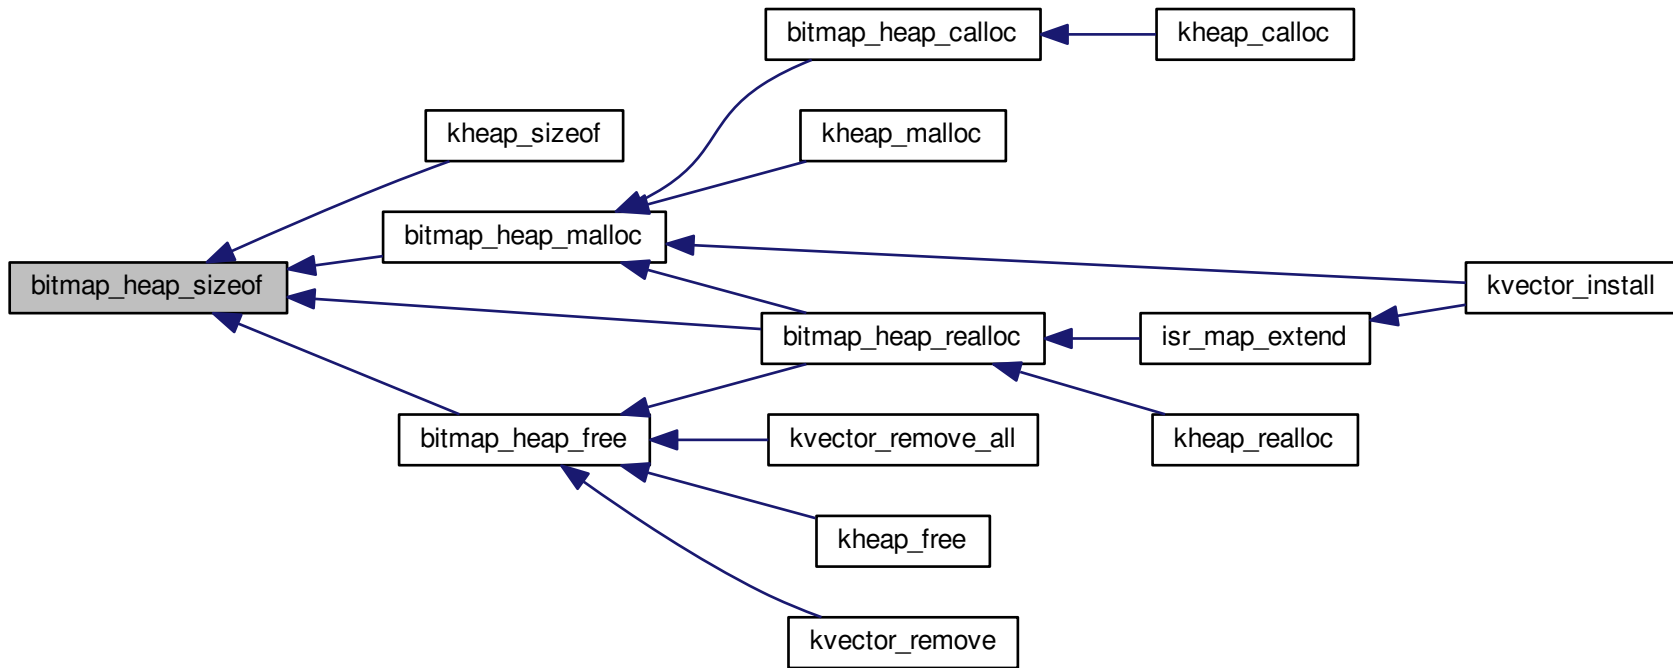 bitmap_heap_calloc
kheap_calloc
kheap_sizeof
kheap_malloc
bitmap_heap_malloc
bitmap_heap_sizeof
kvector_install
bitmap_heap_realloc
isr_map_extend
bitmap_heap_free
kvector_remove_all
kheap_realloc
kheap_free
kvector_remove